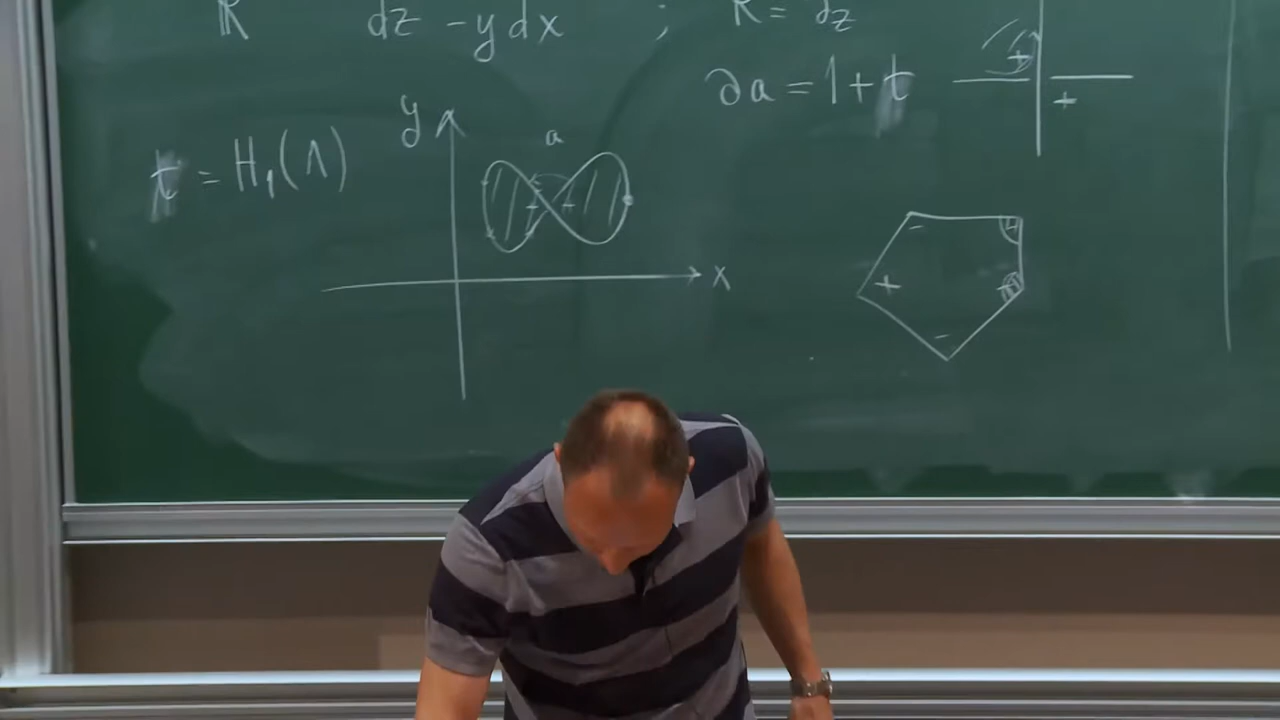 ℝ dz - y dx ; R = ∂z
∂a = 1 + t
+
+
t = H₁(Λ)
y
a
+ +
x
-
+
-